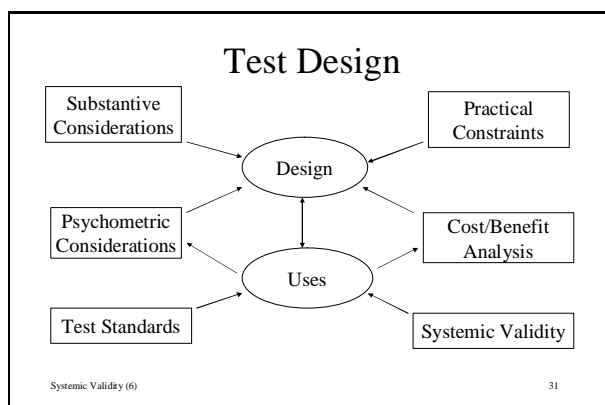 Test Design
Substantive
Considerations
Practical
Constraints
Design
Psychometric
Considerations
Cost/Benefit
Analysis
Uses
Test Standards
Systemic Validity
Systemic Validity (6)
31